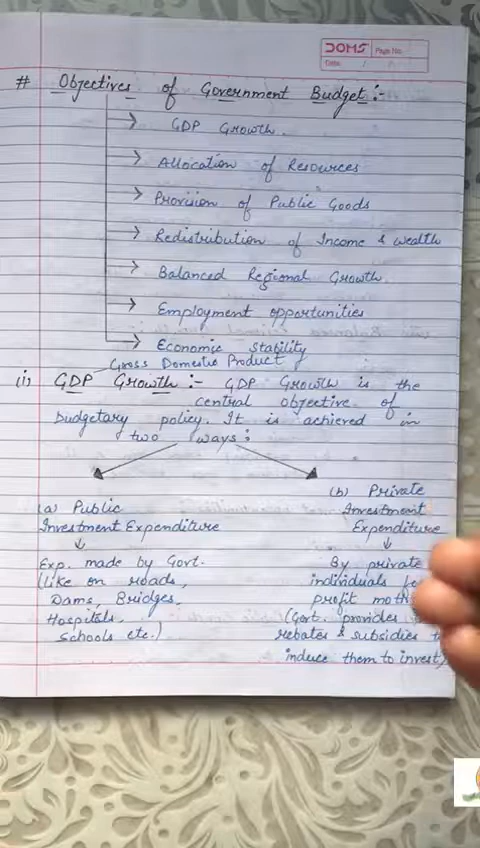 DOMS Page No.
Date / /
# Objectives of Government Budget :-
→ GDP Growth.
→ Allocation of Resources
→ Provision of Public Goods
→ Redistribution of Income & wealth
→ Balanced Regional Growth.
→ Employment opportunities
→ Economic Stability
Gross Domestic Product
(i) GDP Growth :- GDP Growth is the
central objective of
budgetary policy. It is achieved in
two ways :
(a) Public
Investment Expenditure
↓
Exp. made by Govt.
(like on roads,
Dams, Bridges,
Hospitals,
Schools etc.)
(b) Private
Investment
Expenditure
↓
By private
individuals
profit
(Govt. provides
rebates & subsidies
induce them to invest)